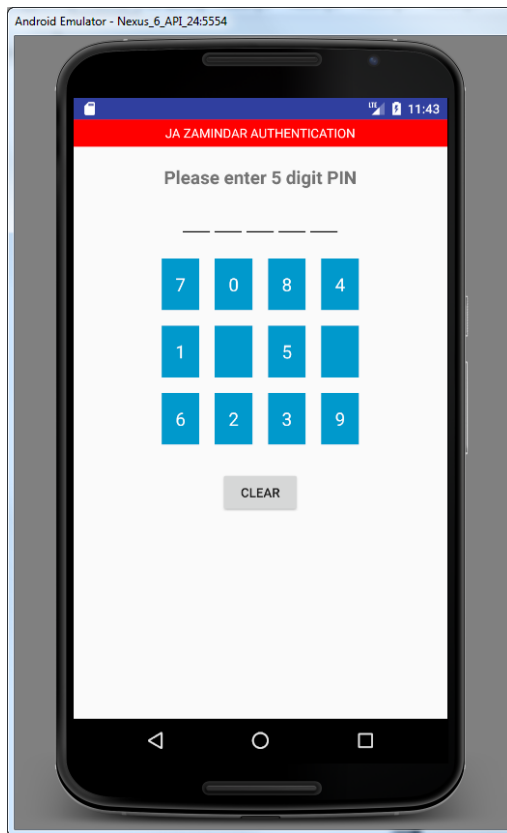 Android Emulator - Nexus_6_API_24:5554
LTE 11:43
JA ZAMINDAR AUTHENTICATION
Please enter 5 digit PIN
7 0 8 4
1 5
6 2 3 9
CLEAR